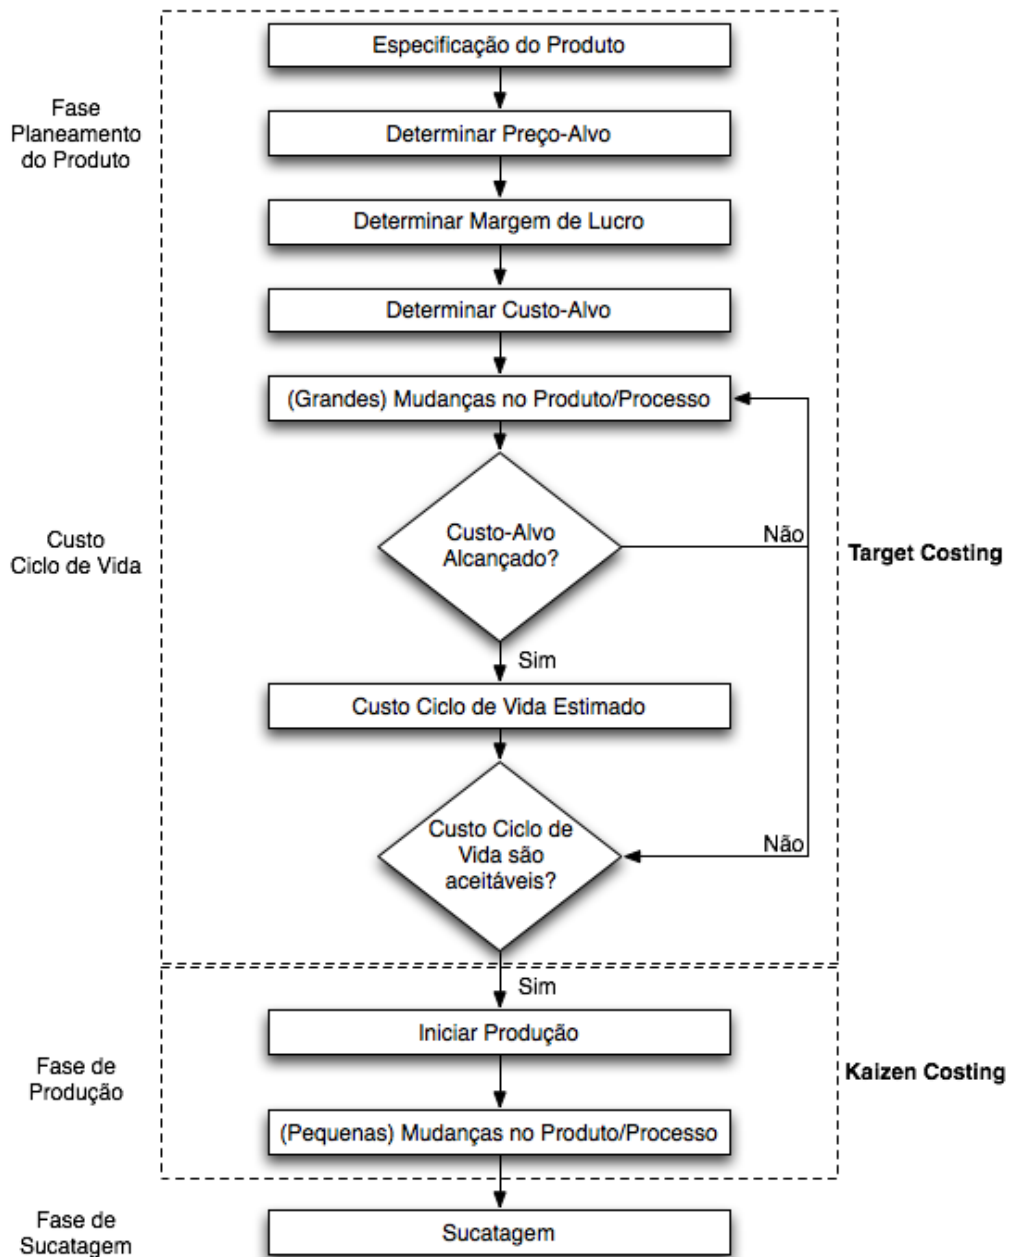 Especificação do Produto
Fase
Planeamento
do Produto
Determinar Preço-Alvo
Determinar Margem de Lucro
Determinar Custo-Alvo
(Grandes) Mudanças no Produto/Processo
Custo
Ciclo de Vida
Custo-Alvo
Alcançado?
Não
Target Costing
Sim
Custo Ciclo de Vida Estimado
Custo Ciclo de
Vida são
aceitáveis?
Não
Sim
Iniciar Produção
Fase de
Produção
Kaizen Costing
(Pequenas) Mudanças no Produto/Processo
Fase de
Sucatagem
Sucatagem